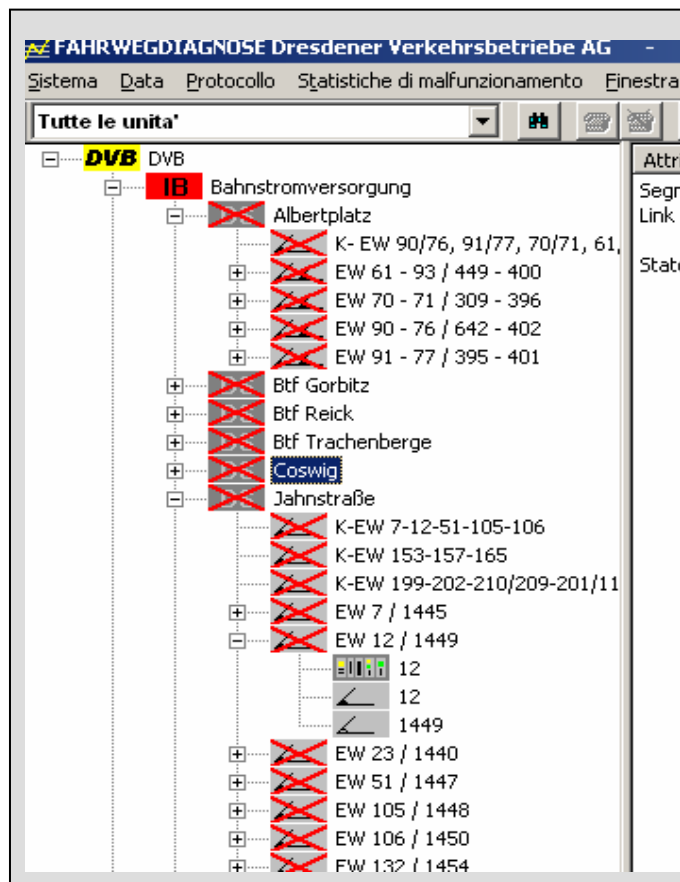 FAHRWEGDIAGNOSE Dresdener Verkehrsbetriebe AG -
Sistema Data Protocollo Statistiche di malfunzionamento Finestra
Tutte le unita'
DVB DVB
Attri
IB Bahnstromversorgung
Segr
Albertplatz
Link
K- EW 90/76, 91/77, 70/71, 61,
EW 61 - 93 / 449 - 400
State
EW 70 - 71 / 309 - 396
EW 90 - 76 / 642 - 402
EW 91 - 77 / 395 - 401
Btf Gorbitz
Btf Reick
Btf Trachenberge
Coswig
Jahnstraße
K-EW 7-12-51-105-106
K-EW 153-157-165
K-EW 199-202-210/209-201/11
EW 7 / 1445
EW 12 / 1449
12
12
1449
EW 23 / 1440
EW 51 / 1447
EW 105 / 1448
EW 106 / 1450
EW 132 / 1454